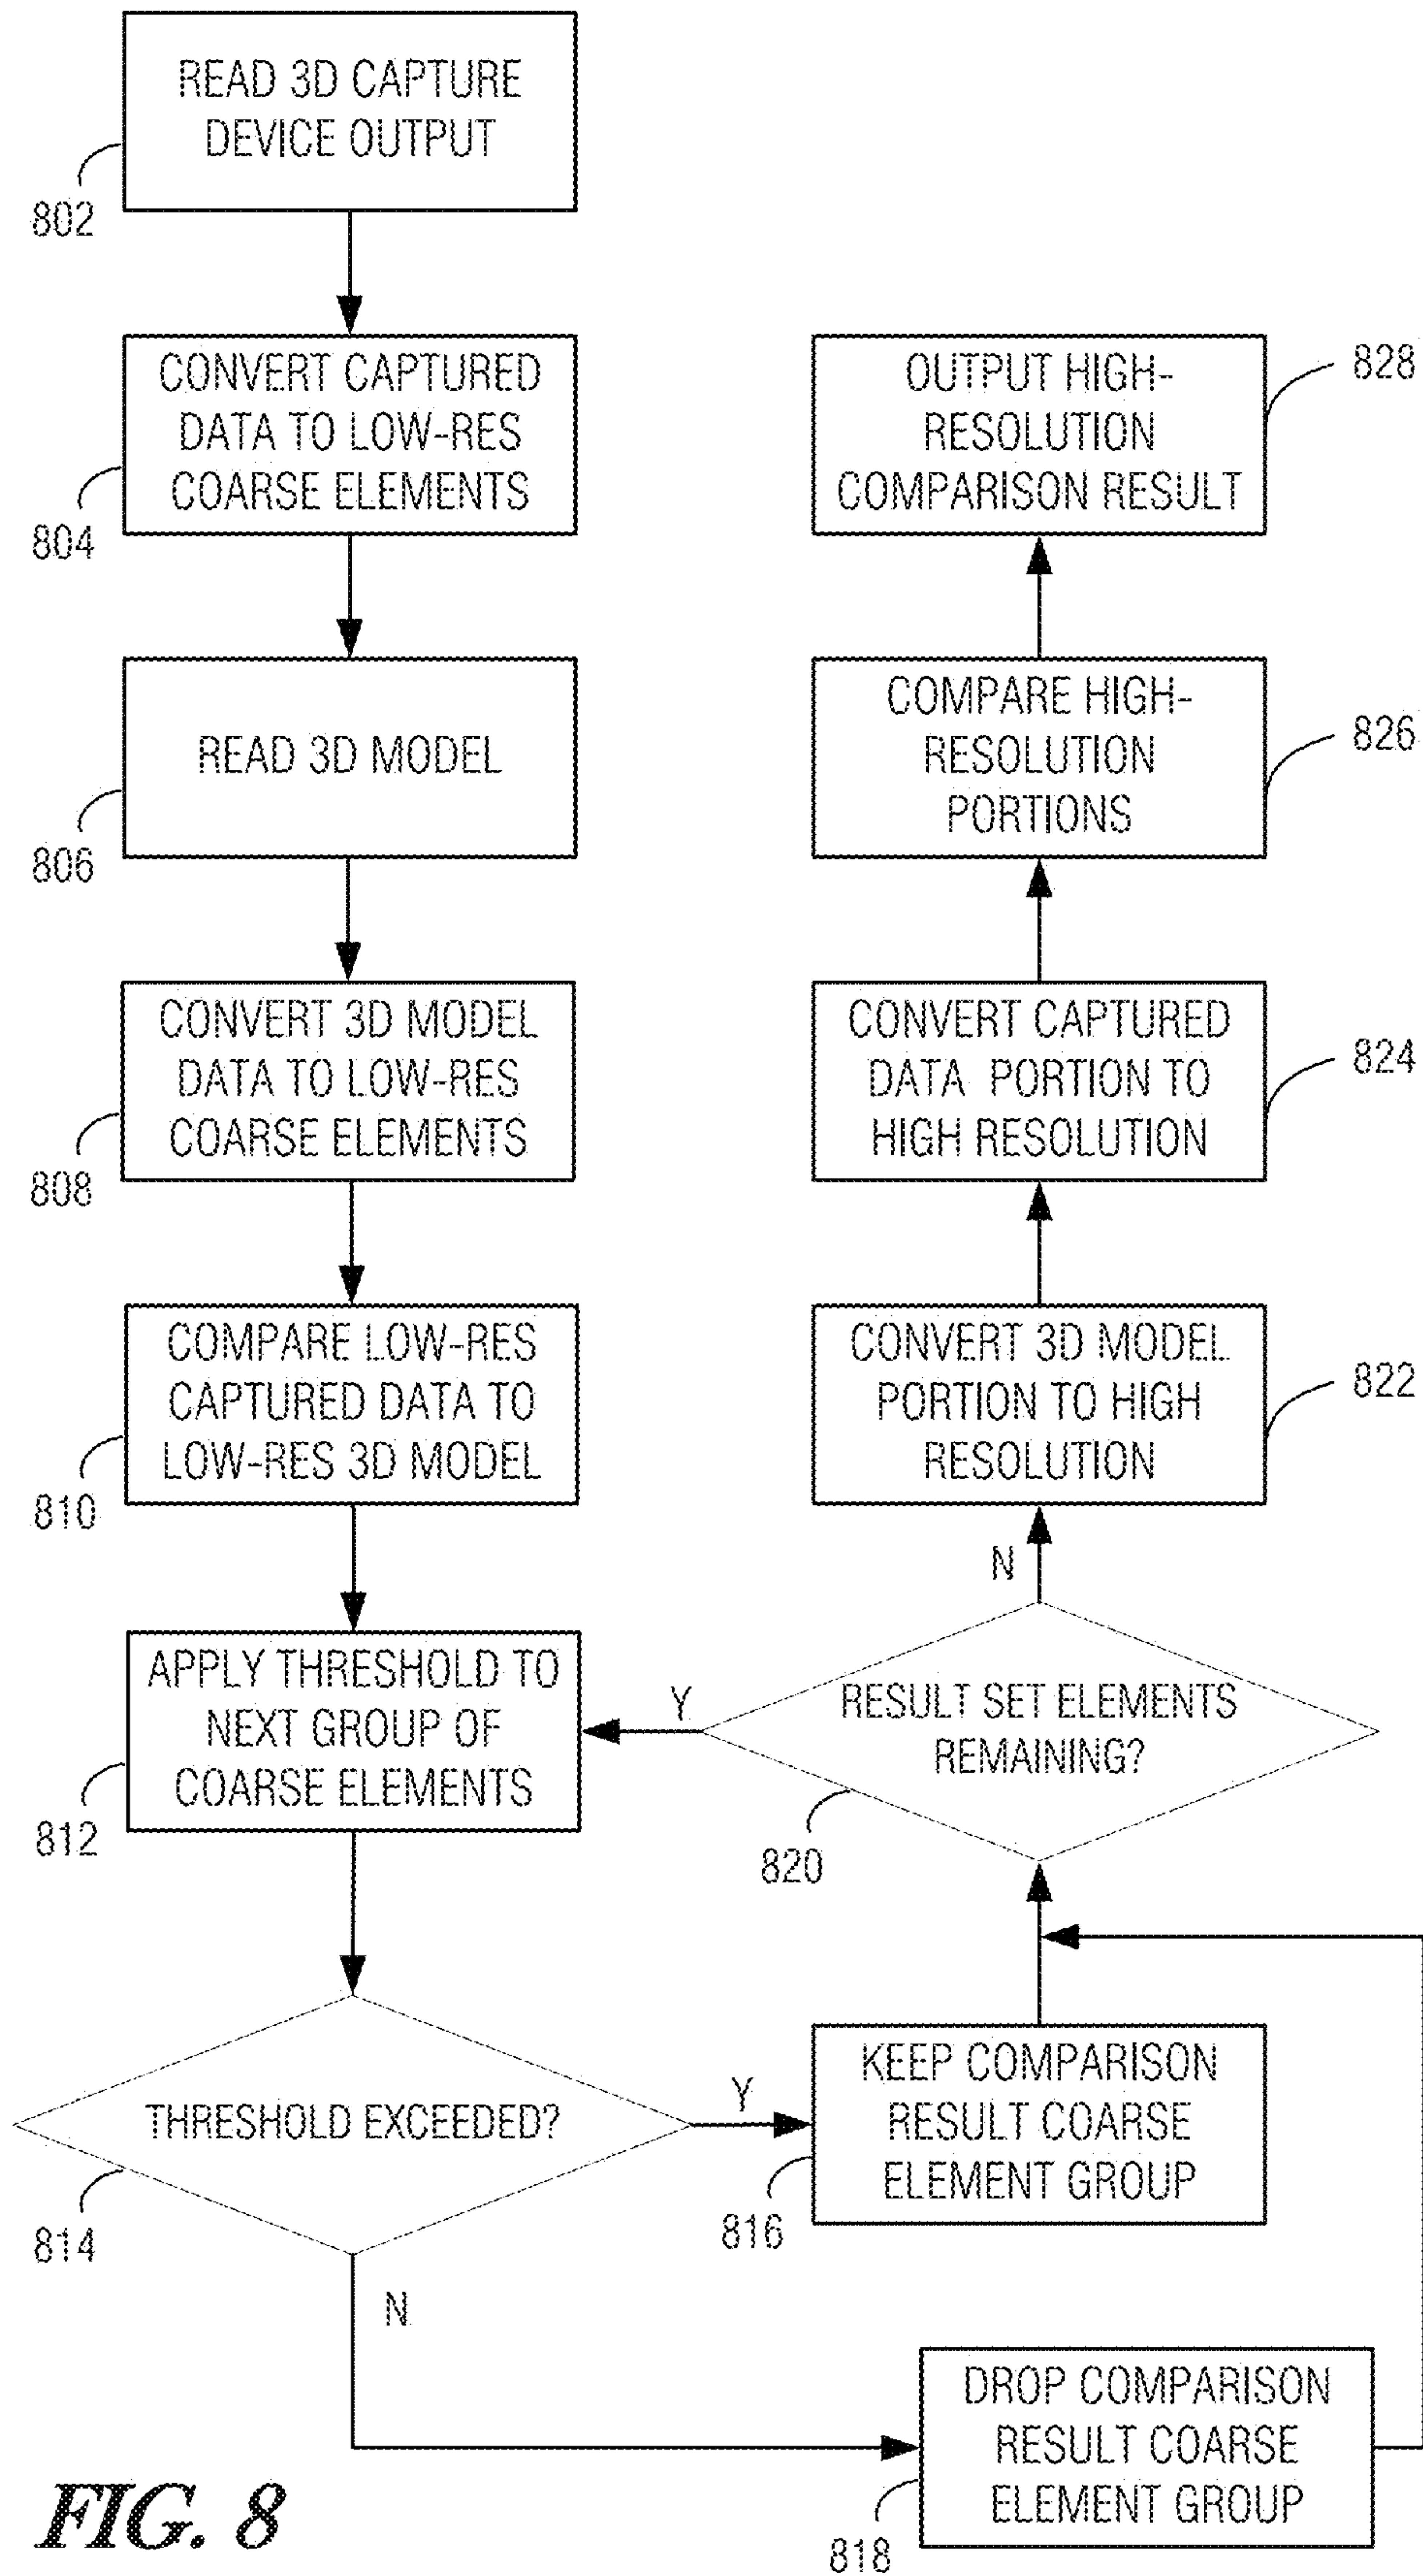 READ 3D CAPTURE
DEVICE OUTPUT
802
CONVERT CAPTURED
DATA TO LOW-RES
COARSE ELEMENTS
804
READ 3D MODEL
806
CONVERT 3D MODEL
DATA TO LOW-RES
COARSE ELEMENTS
808
COMPARE LOW-RES
CAPTURED DATA TO
LOW-RES 3D MODEL
810
APPLY THRESHOLD TO
NEXT GROUP OF
COARSE ELEMENTS
812
THRESHOLD EXCEEDED?
814
Y
N
KEEP COMPARISON
RESULT COARSE
ELEMENT GROUP
816
DROP COMPARISON
RESULT COARSE
ELEMENT GROUP
818
RESULT SET ELEMENTS
REMAINING?
820
Y
N
CONVERT 3D MODEL
PORTION TO HIGH
RESOLUTION
822
CONVERT CAPTURED
DATA PORTION TO
HIGH RESOLUTION
824
COMPARE HIGH-
RESOLUTION
PORTIONS
826
OUTPUT HIGH-
RESOLUTION
COMPARISON RESULT
828
FIG. 8